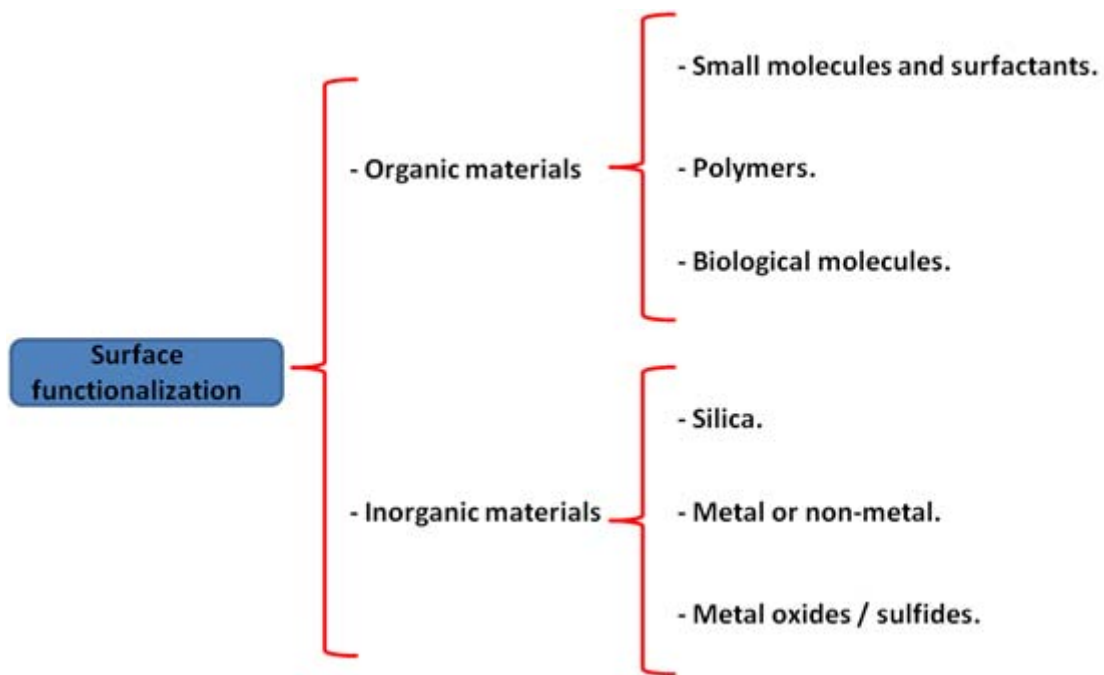 Surface
functionalization
- Organic materials
- Small molecules and surfactants.
- Polymers.
- Biological molecules.
- Inorganic materials
- Silica.
- Metal or non-metal.
- Metal oxides / sulfides.